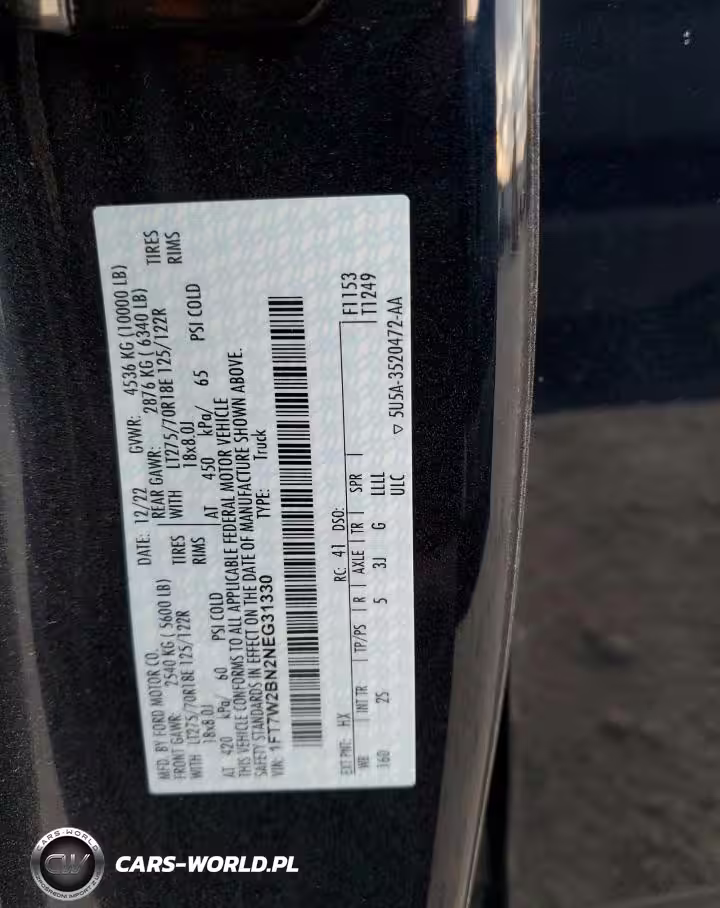 MFD. BY FORD MOTOR CO.
DATE: 12/22 GVWR: 4536 KG (10000 LB)
FRONT GAWR: 2540 KG ( 5600 LB) REAR GAWR: 2876 KG ( 6340 LB)
WITH LT275/70R18E 125/122R TIRES WITH LT275/70R18E 125/122R TIRES
18x8.0J RIMS 18x8.0J RIMS
AT 420 kPa/ 60 PSI COLD AT 450 kPa/ 65 PSI COLD
THIS VEHICLE CONFORMS TO ALL APPLICABLE FEDERAL MOTOR VEHICLE
SAFETY STANDARDS IN EFFECT ON THE DATE OF MANUFACTURE SHOWN ABOVE.
VIN: 1FT7W2BN2NEG31330 TYPE: Truck
EXT PNT: HX RC: 41 DSO: F1153
WB INT TR TP/PS R AXLE TR SPR T1249
160 2S 5 3J G LLLL
ULC ▽ 5U5A-3520472-AA
CARS-WORLD
CW
CARS-WORLD.PL